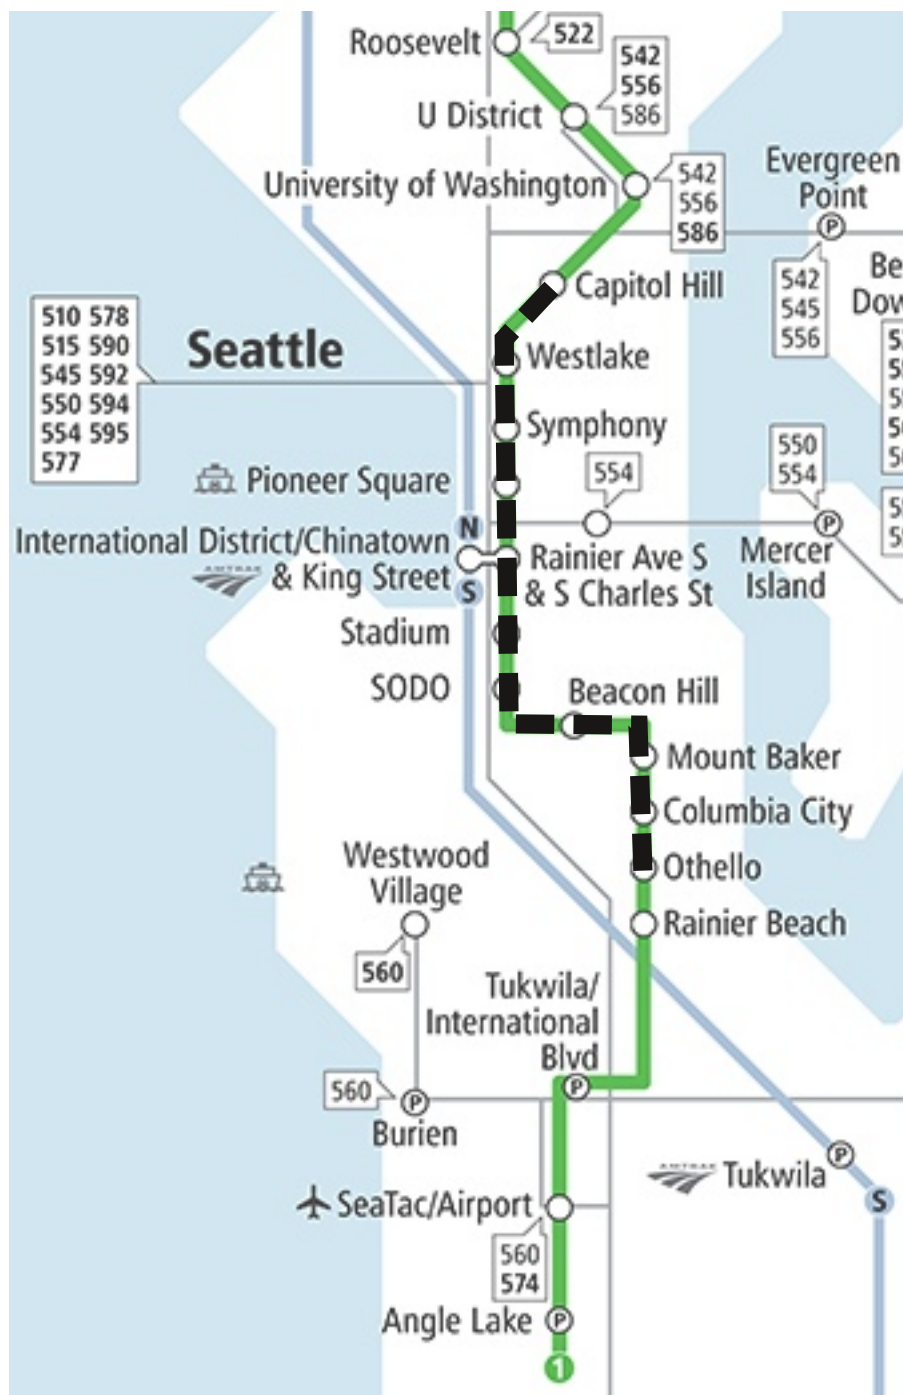 Roosevelt
522
542
556
586
U District
University of Washington
542
556
586
Evergreen
Point
P
542
545
556
Capitol Hill
510 578
515 590
545 592
550 594
554 595
577
Seattle
Westlake
Symphony
Pioneer Square
554
550
554
N
International District/Chinatown
& King Street
AMTRAK
S
Rainier Ave S
& S Charles St
P
Mercer
Island
Stadium
SODO
Beacon Hill
Mount Baker
Columbia City
Othello
Westwood
Village
Rainier Beach
560
Tukwila/
International
Blvd
P
560
P
Burien
AMTRAK
Tukwila
P
S
SeaTac/Airport
560
574
Angle Lake
P
1